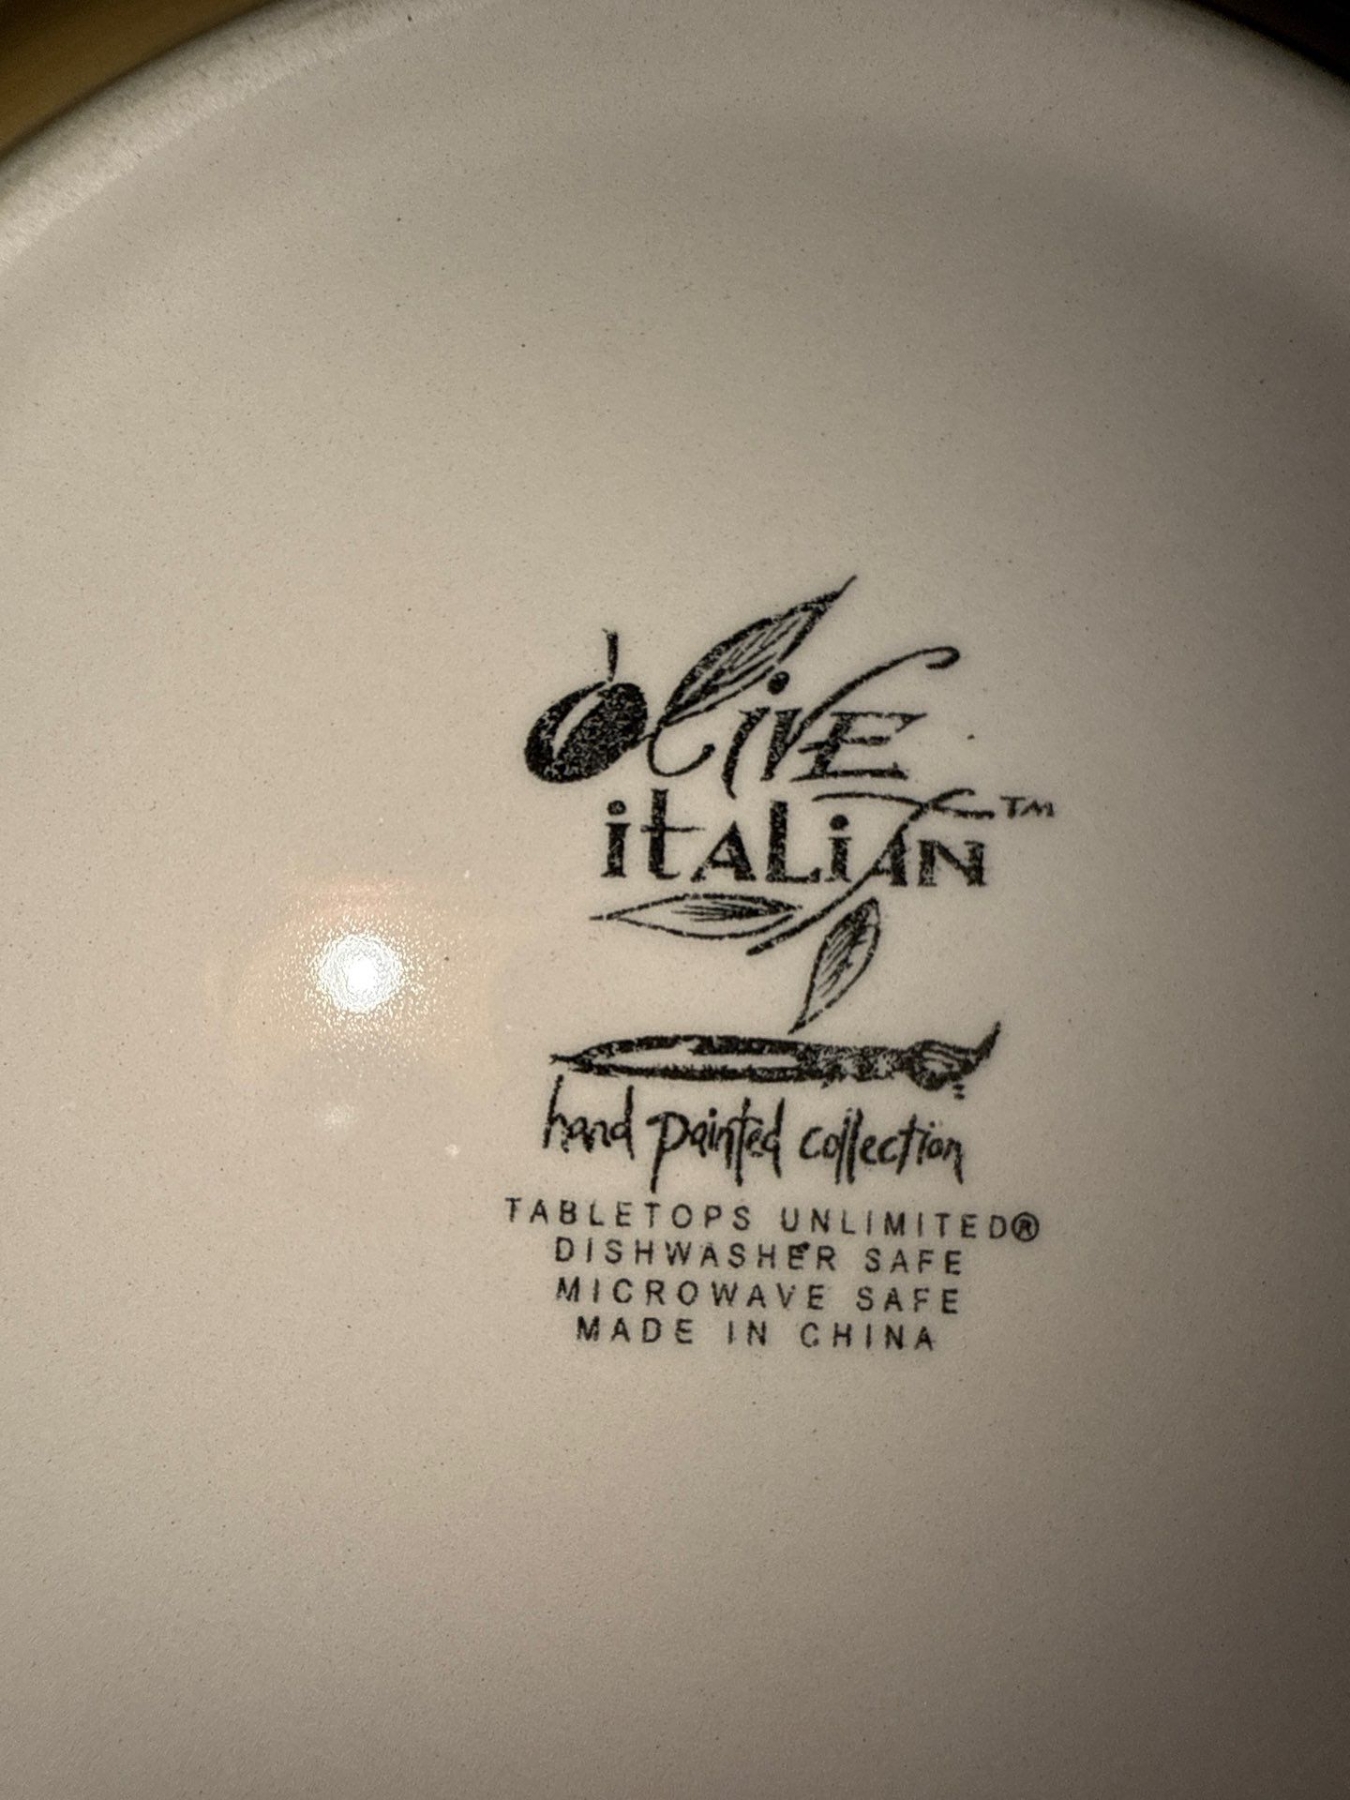 Olive
italian™
hand painted collection
TABLETOPS UNLIMITED®
DISHWASHER SAFE
MICROWAVE SAFE
MADE IN CHINA